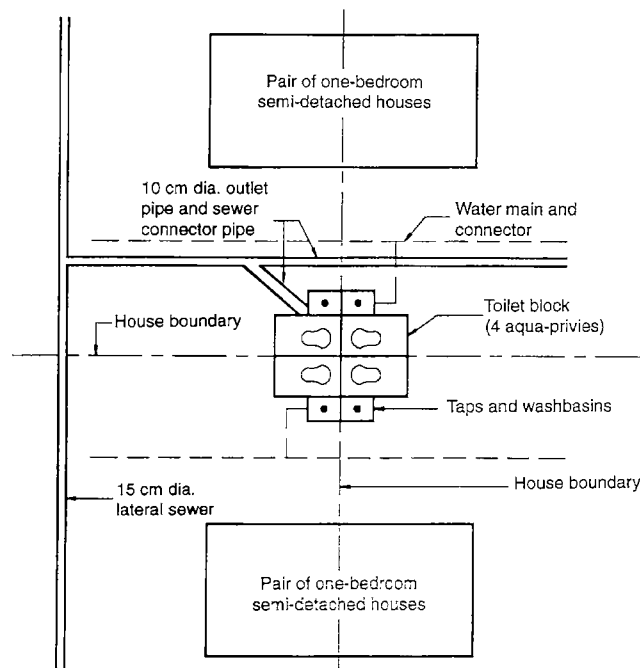 Pair of one-bedroom
semi-detached houses
10 cm dia. outlet
pipe and sewer
connector pipe
Water main and
connector
House boundary
Toilet block
(4 aqua-privies)
Taps and washbasins
House boundary
15 cm dia.
lateral sewer
Pair of one-bedroom
semi-detached houses